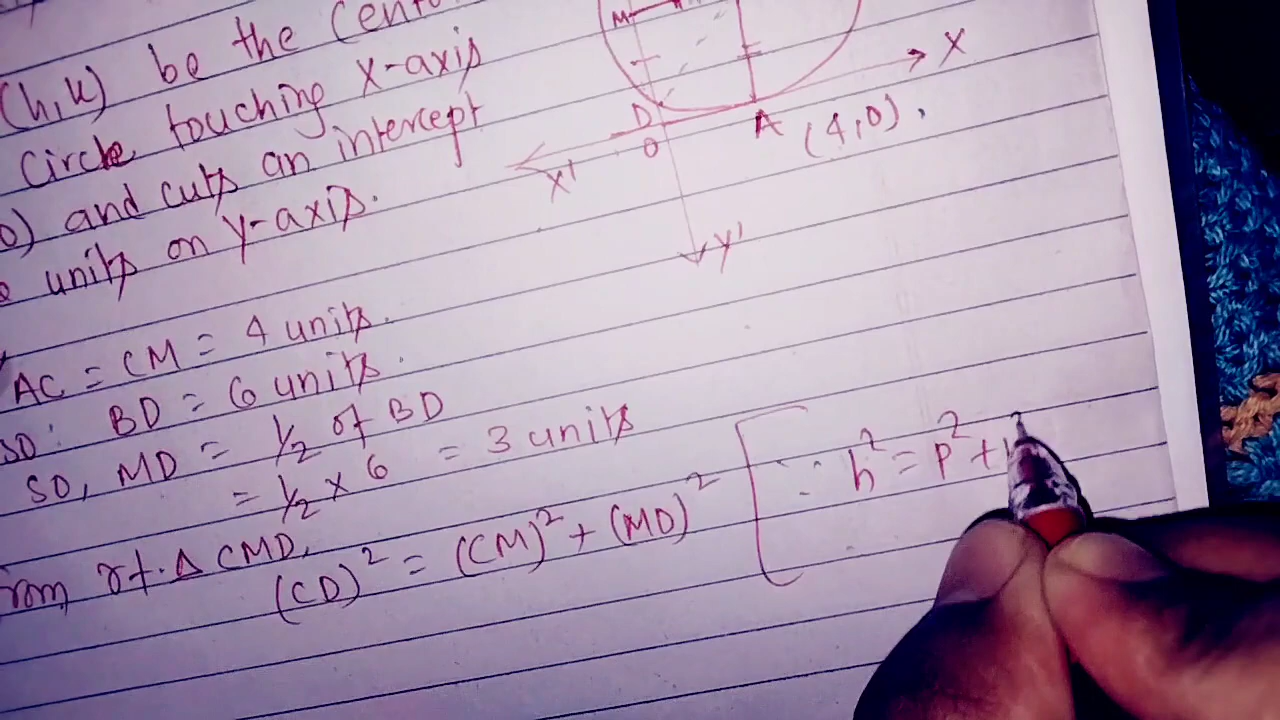 (h,k) be the Cent
Circle touching X-axis
0) and cuts an intercept
units on y-axis.
M
D
O
A
(4,0).
X
X'
Y'
AC = CM = 4 units.
SO BD = 6 units.
SO, MD = 1/2 of BD
= 1/2 × 6 = 3 units
rom rt. Δ CMD,
(CD)² = (CM)² + (MD)²
∵ h² = p² +